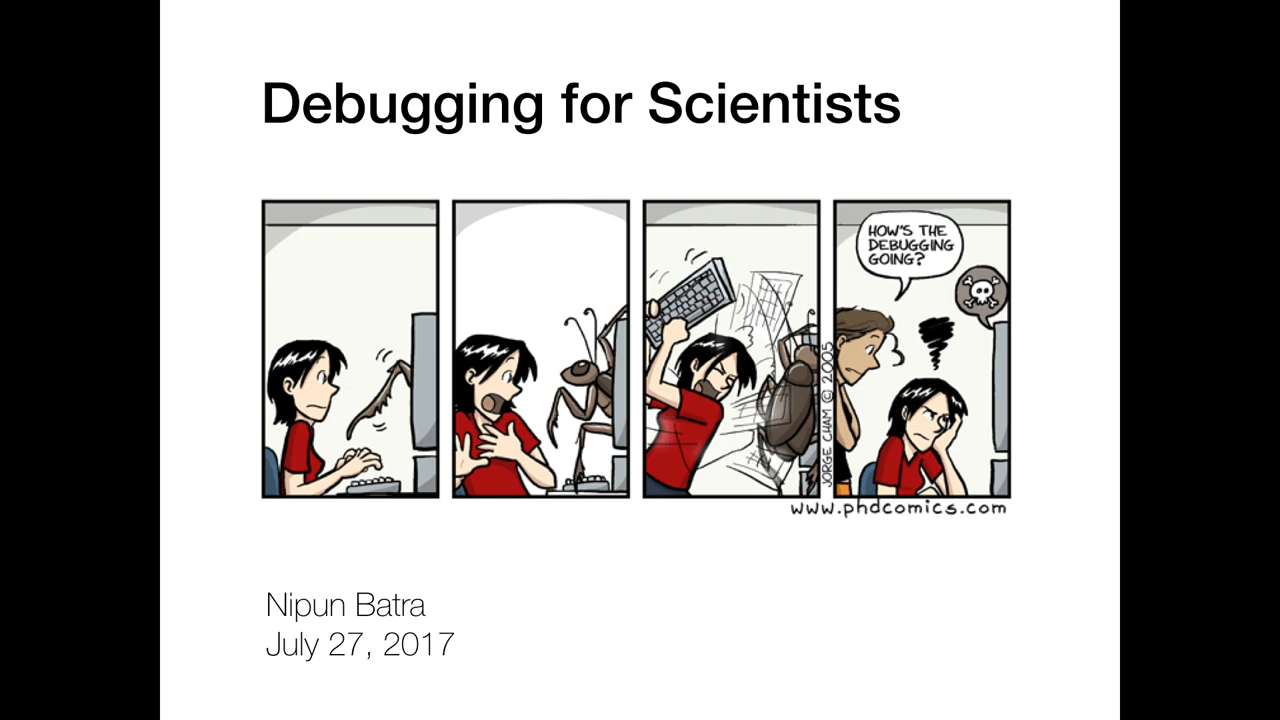 Debugging for Scientists
HOW'S THE
DEBUGGING
GOING?
JORGE CHAM © 2005
www.phdcomics.com
Nipun Batra
July 27, 2017